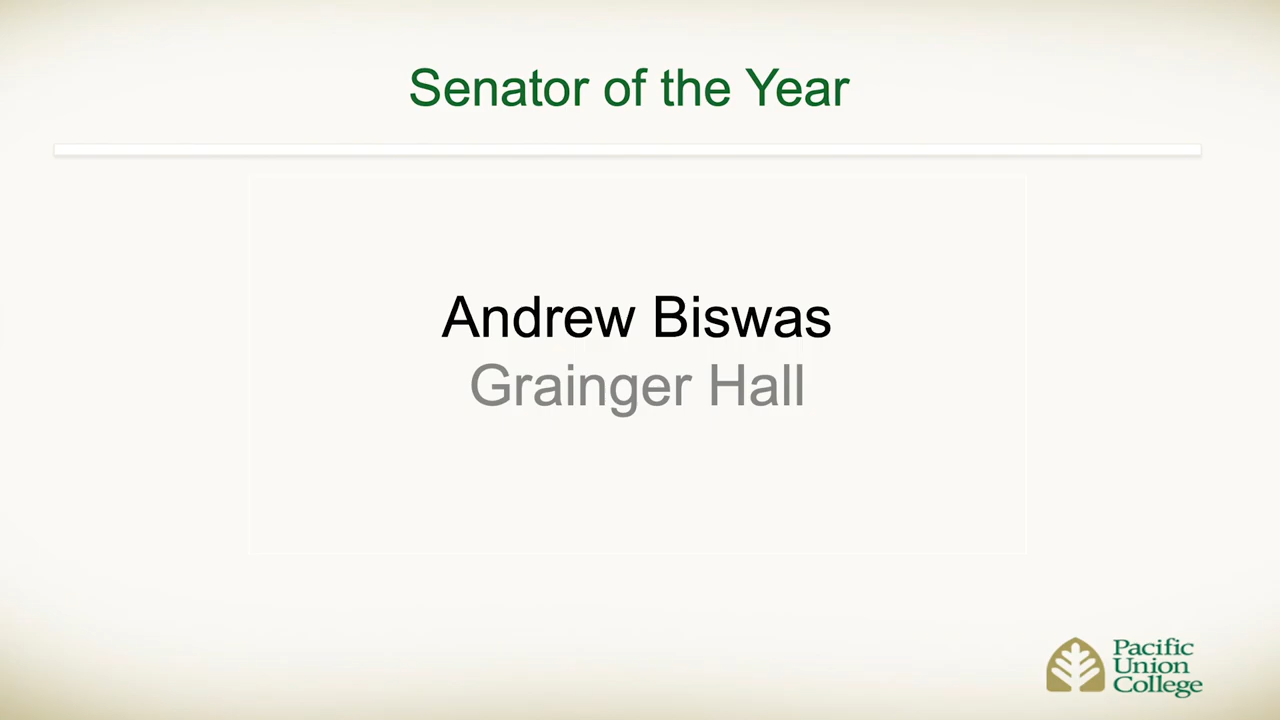 Senator of the Year
Andrew Biswas
Grainger Hall
Pacific
Union
College